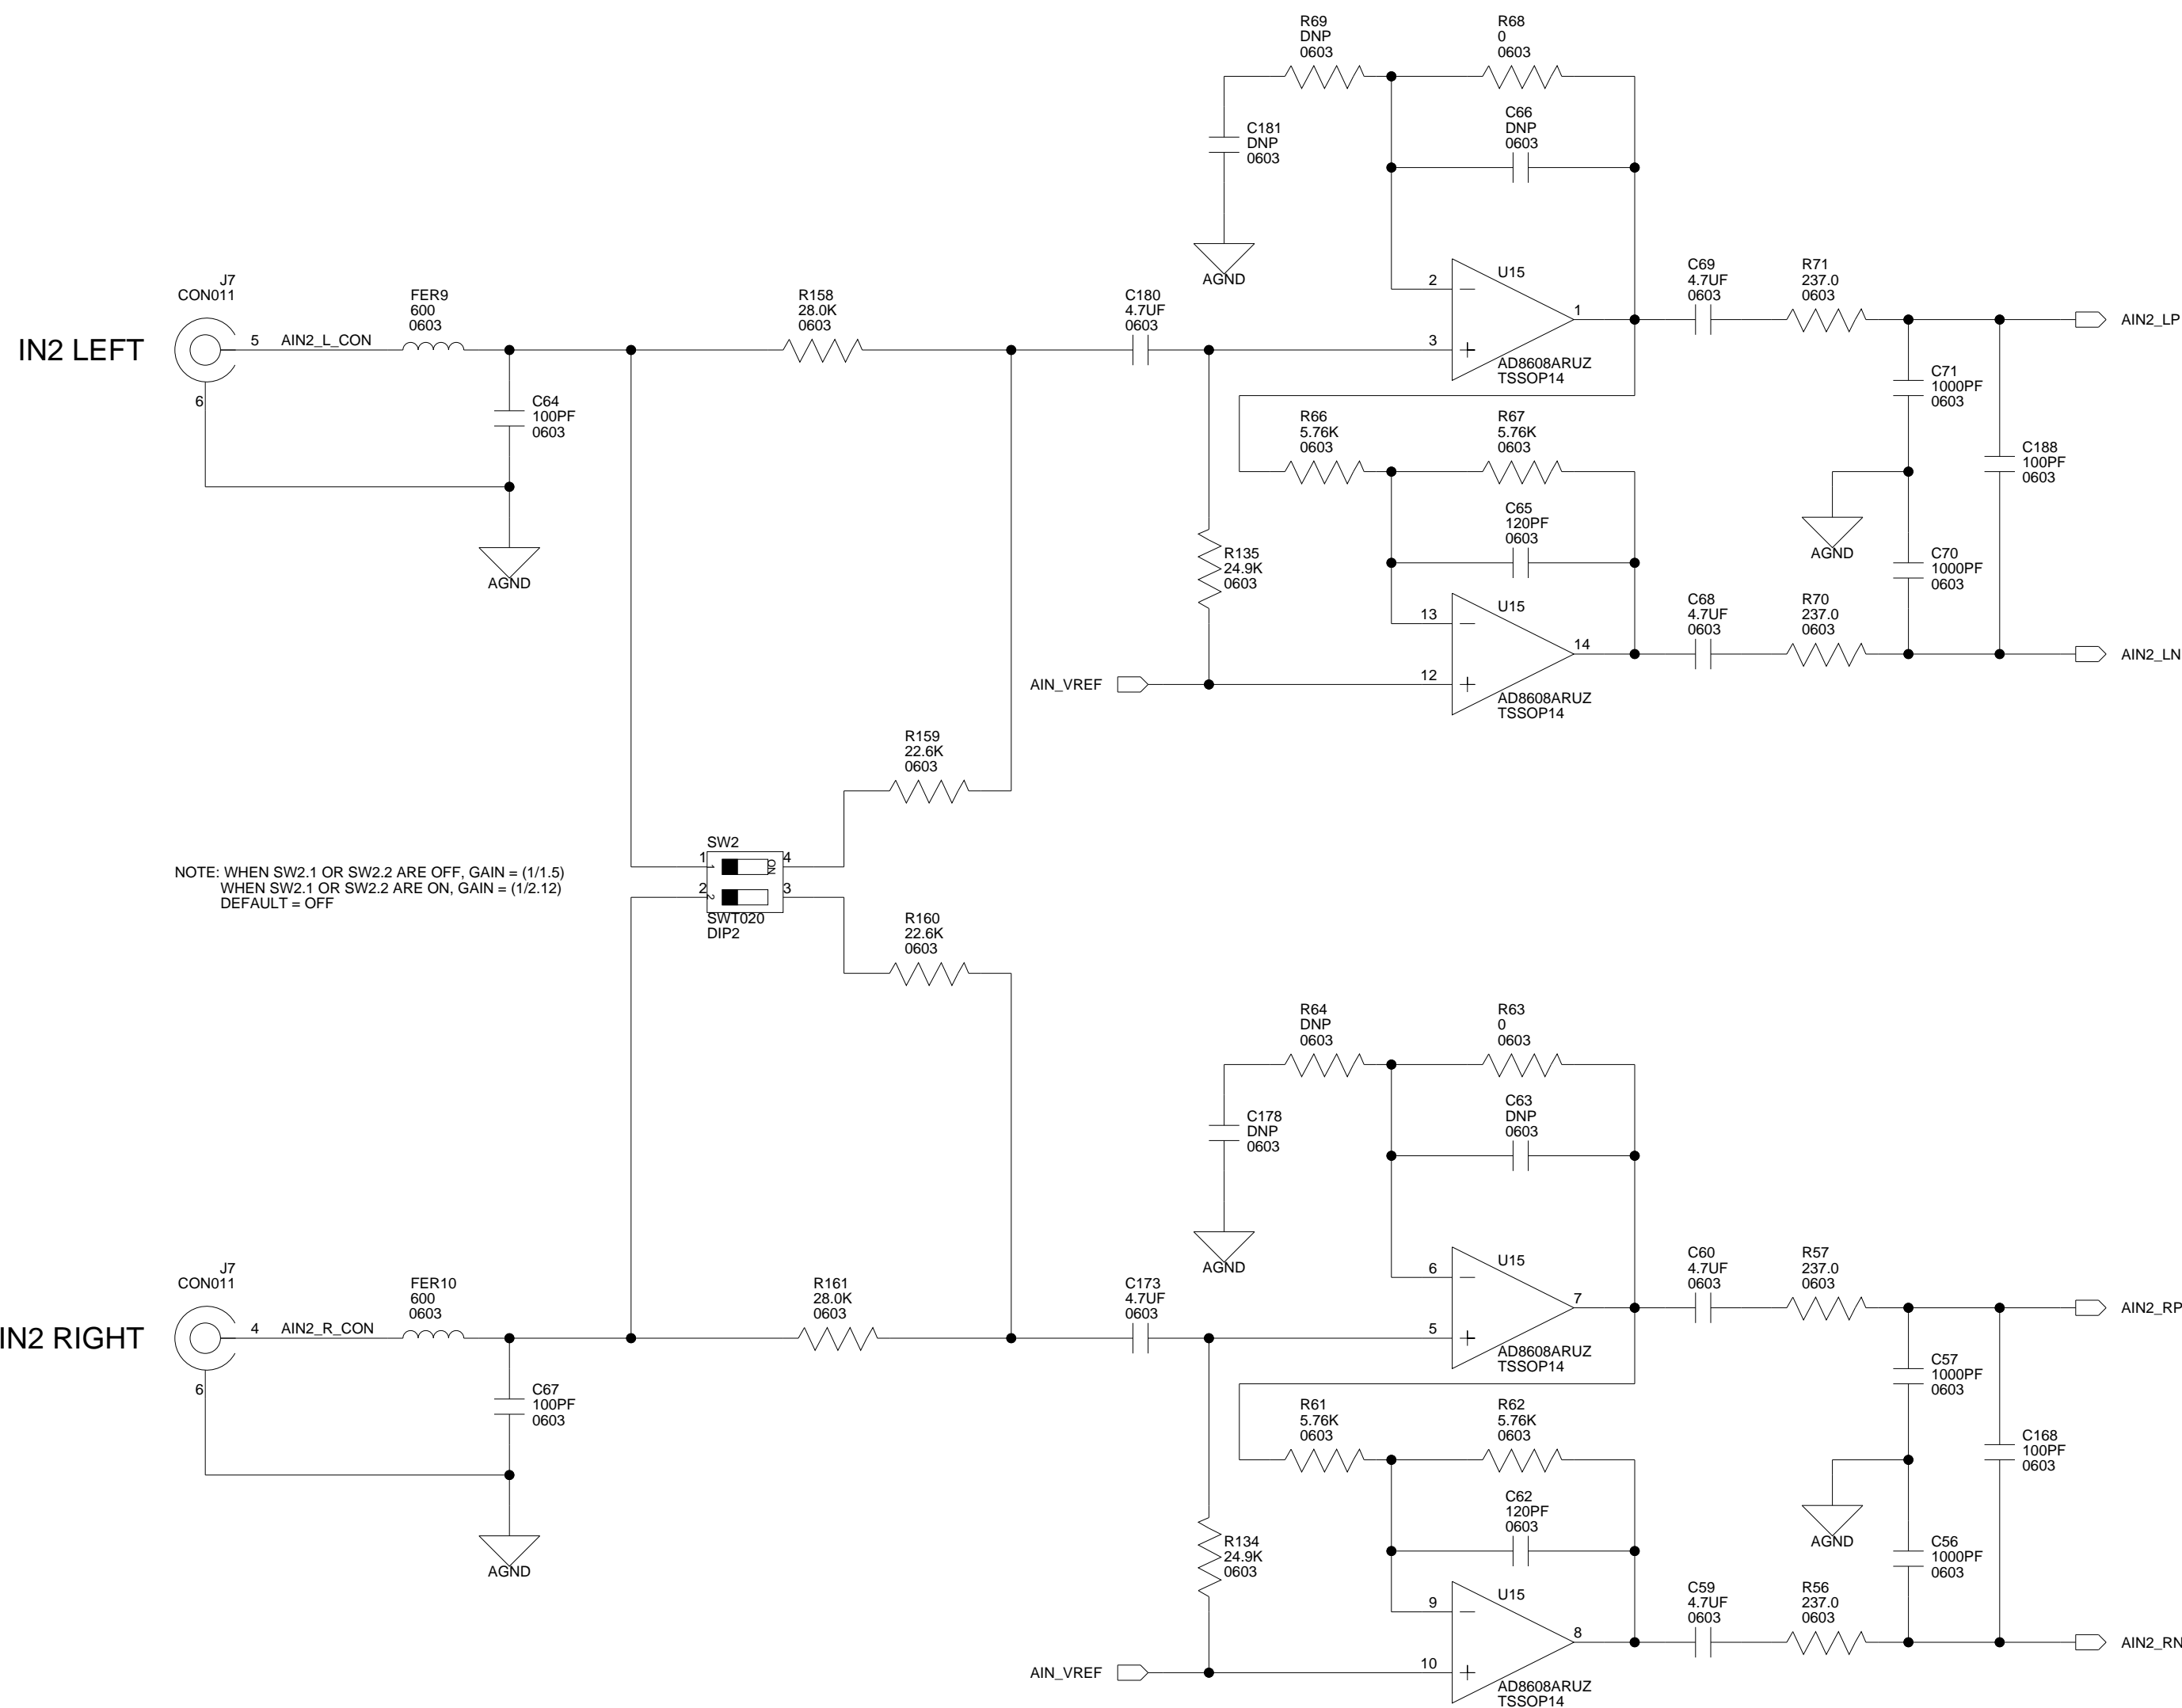 R69
DNP
0603
R68
0
0603
C181
DNP
0603
C66
DNP
0603
AGND
IN2 LEFT
J7
CON011
5
6
AIN2_L_CON
FER9
600
0603
C64
100PF
0603
AGND
R158
28.0K
0603
C180
4.7UF
0603
2
3
U15
1
AD8608ARUZ
TSSOP14
C69
4.7UF
0603
R71
237.0
0603
AIN2_LP
C71
1000PF
0603
C188
100PF
0603
AGND
C70
1000PF
0603
R66
5.76K
0603
R67
5.76K
0603
C65
120PF
0603
R135
24.9K
0603
13
12
U15
14
AD8608ARUZ
TSSOP14
C68
4.7UF
0603
R70
237.0
0603
AIN2_LN
AIN_VREF
R159
22.6K
0603
SW2
1
4
2
3
1
2
ON
SWT020
DIP2
NOTE: WHEN SW2.1 OR SW2.2 ARE OFF, GAIN = (1/1.5)
WHEN SW2.1 OR SW2.2 ARE ON, GAIN = (1/2.12)
DEFAULT = OFF
R160
22.6K
0603
R64
DNP
0603
R63
0
0603
C178
DNP
0603
C63
DNP
0603
AGND
IN2 RIGHT
J7
CON011
4
6
AIN2_R_CON
FER10
600
0603
C67
100PF
0603
AGND
R161
28.0K
0603
C173
4.7UF
0603
6
5
U15
7
AD8608ARUZ
TSSOP14
C60
4.7UF
0603
R57
237.0
0603
AIN2_RP
C57
1000PF
0603
C168
100PF
0603
AGND
C56
1000PF
0603
R61
5.76K
0603
R62
5.76K
0603
C62
120PF
0603
R134
24.9K
0603
9
10
U15
8
AD8608ARUZ
TSSOP14
C59
4.7UF
0603
R56
237.0
0603
AIN2_RN
AIN_VREF